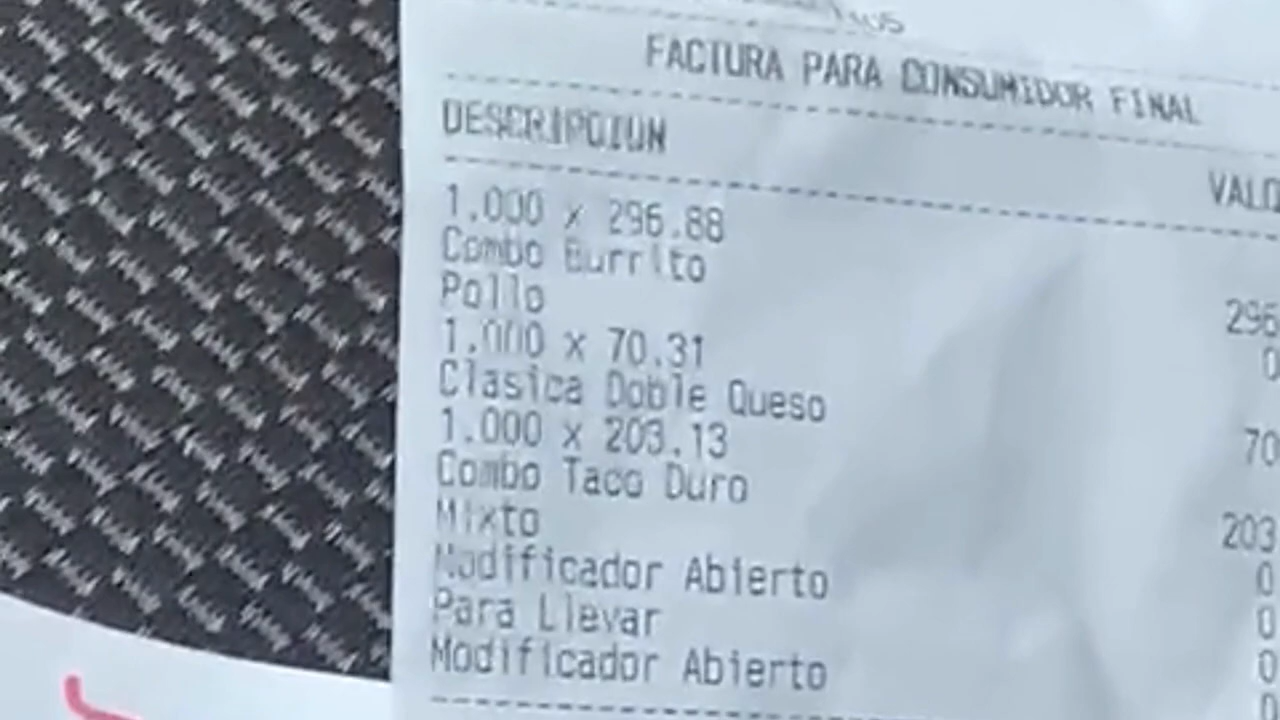 FACTURA PARA CONSUMIDOR FINAL
DESCRIPCION
VALO
1.000 x 296.88
Combo Burrito
296
Pollo
0
1.000 x 70.31
Clasica Doble Queso
70
1.000 x 203.13
Combo Taco Duro
203
Mixto
0
Modificador Abierto
0
Para Llevar
0
Modificador Abierto
0